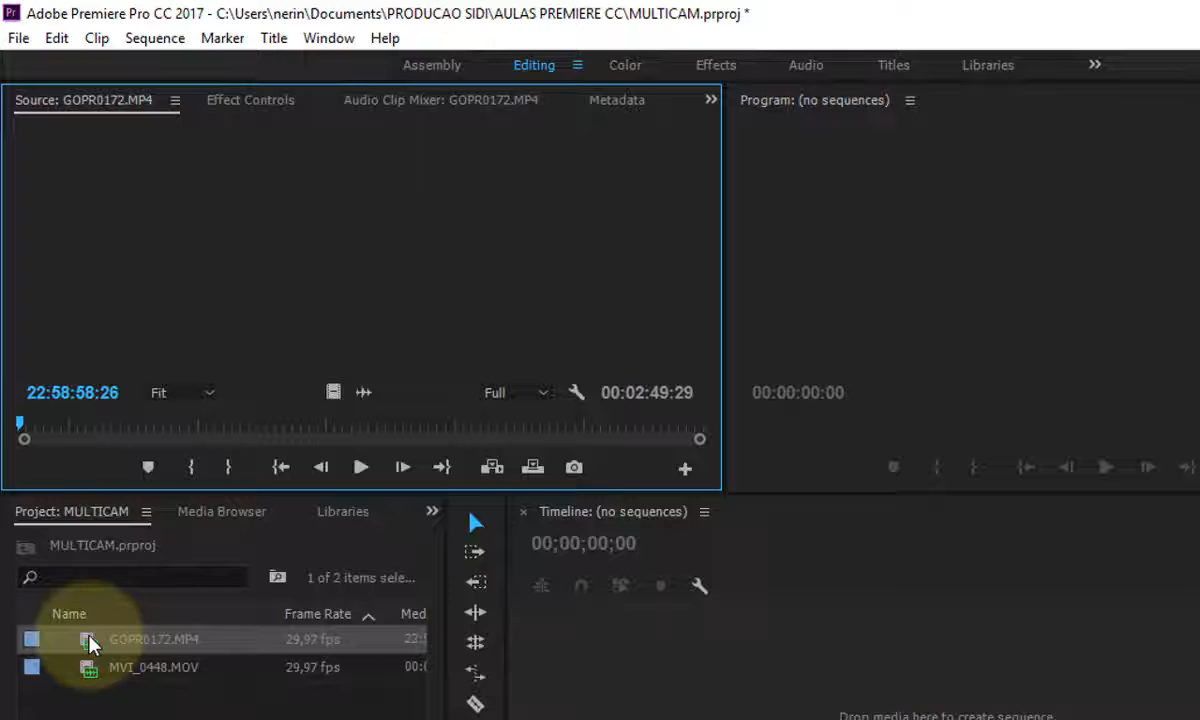 Pr Adobe Premiere Pro CC 2017 - C:\Users\nerin\Documents\PRODUCAO SIDI\AULAS PREMIERE CC\MULTICAM.prproj *
File Edit Clip Sequence Marker Title Window Help
Assembly Editing Color Effects Audio Titles Libraries
Source: GOPR0172.MP4 Effect Controls Audio Clip Mixer: GOPR0172.MP4 Metadata Program: (no sequences)
22:58:58:26 Fit Full 00:02:49:29 00:00:00:00
Project: MULTICAM Media Browser Libraries × Timeline: (no sequences)
MULTICAM.prproj 00;00;00;00
1 of 2 items sele...
Name Frame Rate Med
GOPR0172.MP4 29,97 fps 22:
MVI_0448.MOV 29,97 fps 00:
Drop media here to create sequence.